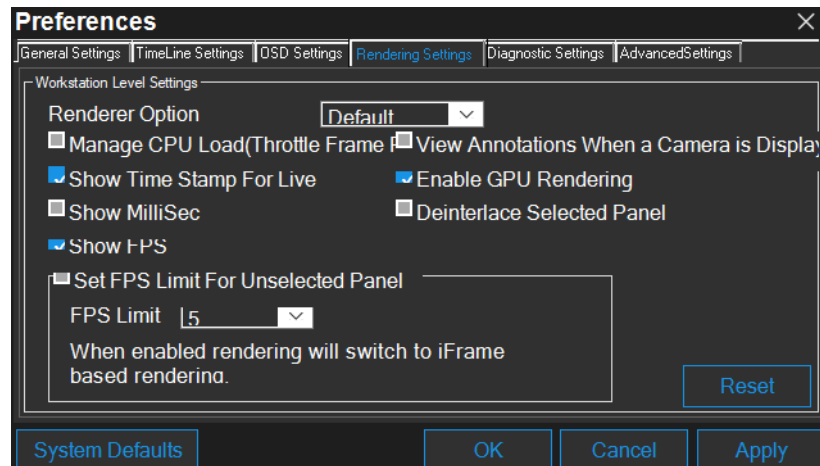 Preferences
General Settings TimeLine Settings OSD Settings Rendering Settings Diagnostic Settings AdvancedSettings
Workstation Level Settings
Renderer Option Default
Manage CPU Load(Throttle Frame View Annotations When a Camera is Display
Show Time Stamp For Live Enable GPU Rendering
Show MilliSec Deinterlace Selected Panel
Show FPS
Set FPS Limit For Unselected Panel
FPS Limit 5
When enabled rendering will switch to iFrame
based rendering.
Reset
System Defaults OK Cancel Apply